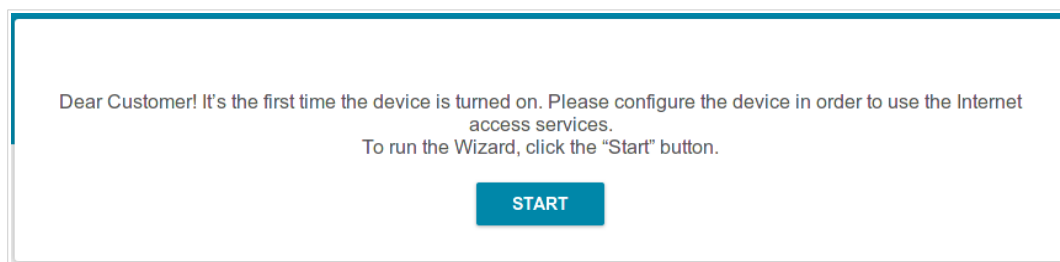 Dear Customer! It’s the first time the device is turned on. Please configure the device in order to use the Internet
access services.
To run the Wizard, click the “Start” button.
START